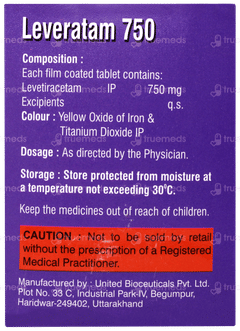 Leveratam 750
Composition :
Each film coated tablet contains:
Levetiracetam IP 750 mg
Excipients q.s.
Colour : Yellow Oxide of Iron &
Titanium Dioxide IP
Dosage : As directed by the Physician.
Storage : Store protected from moisture at
a temperature not exceeding 30°C.
Keep the medicines out of reach of children.
CAUTION : Not to be sold by retail
without the prescription of a Registered
Medical Practitioner.
Manufactured by : United Bioceuticals Pvt. Ltd.
Plot No. 33 C, Industrial Park-IV, Begumpur,
Haridwar-249402, Uttarakhand